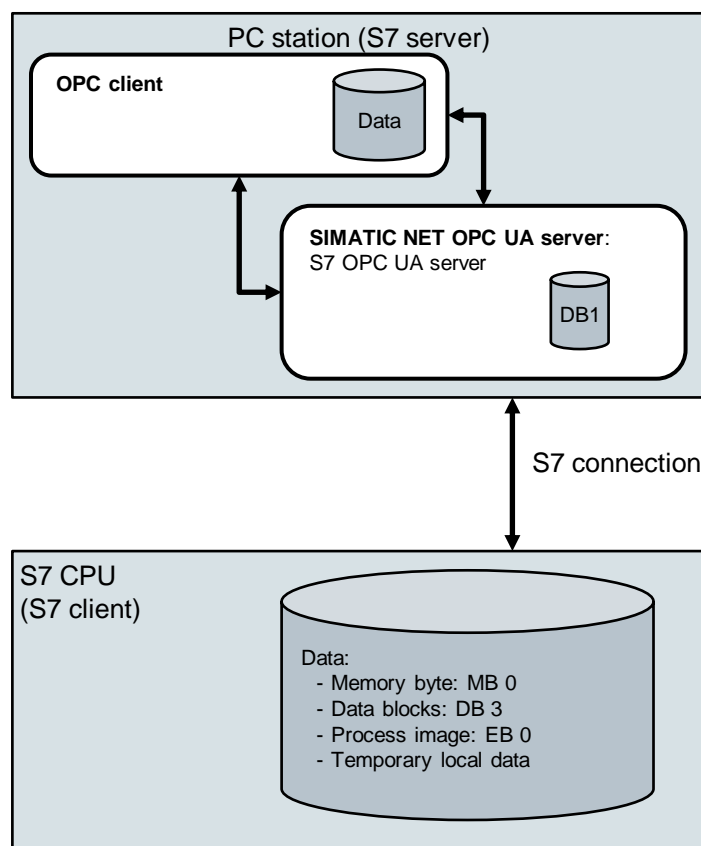 PC station (S7 server)
OPC client
Data
SIMATIC NET OPC UA server:
S7 OPC UA server
DB1
S7 connection
S7 CPU
(S7 client)
Data:
- Memory byte: MB 0
- Data blocks: DB 3
- Process image: EB 0
- Temporary local data